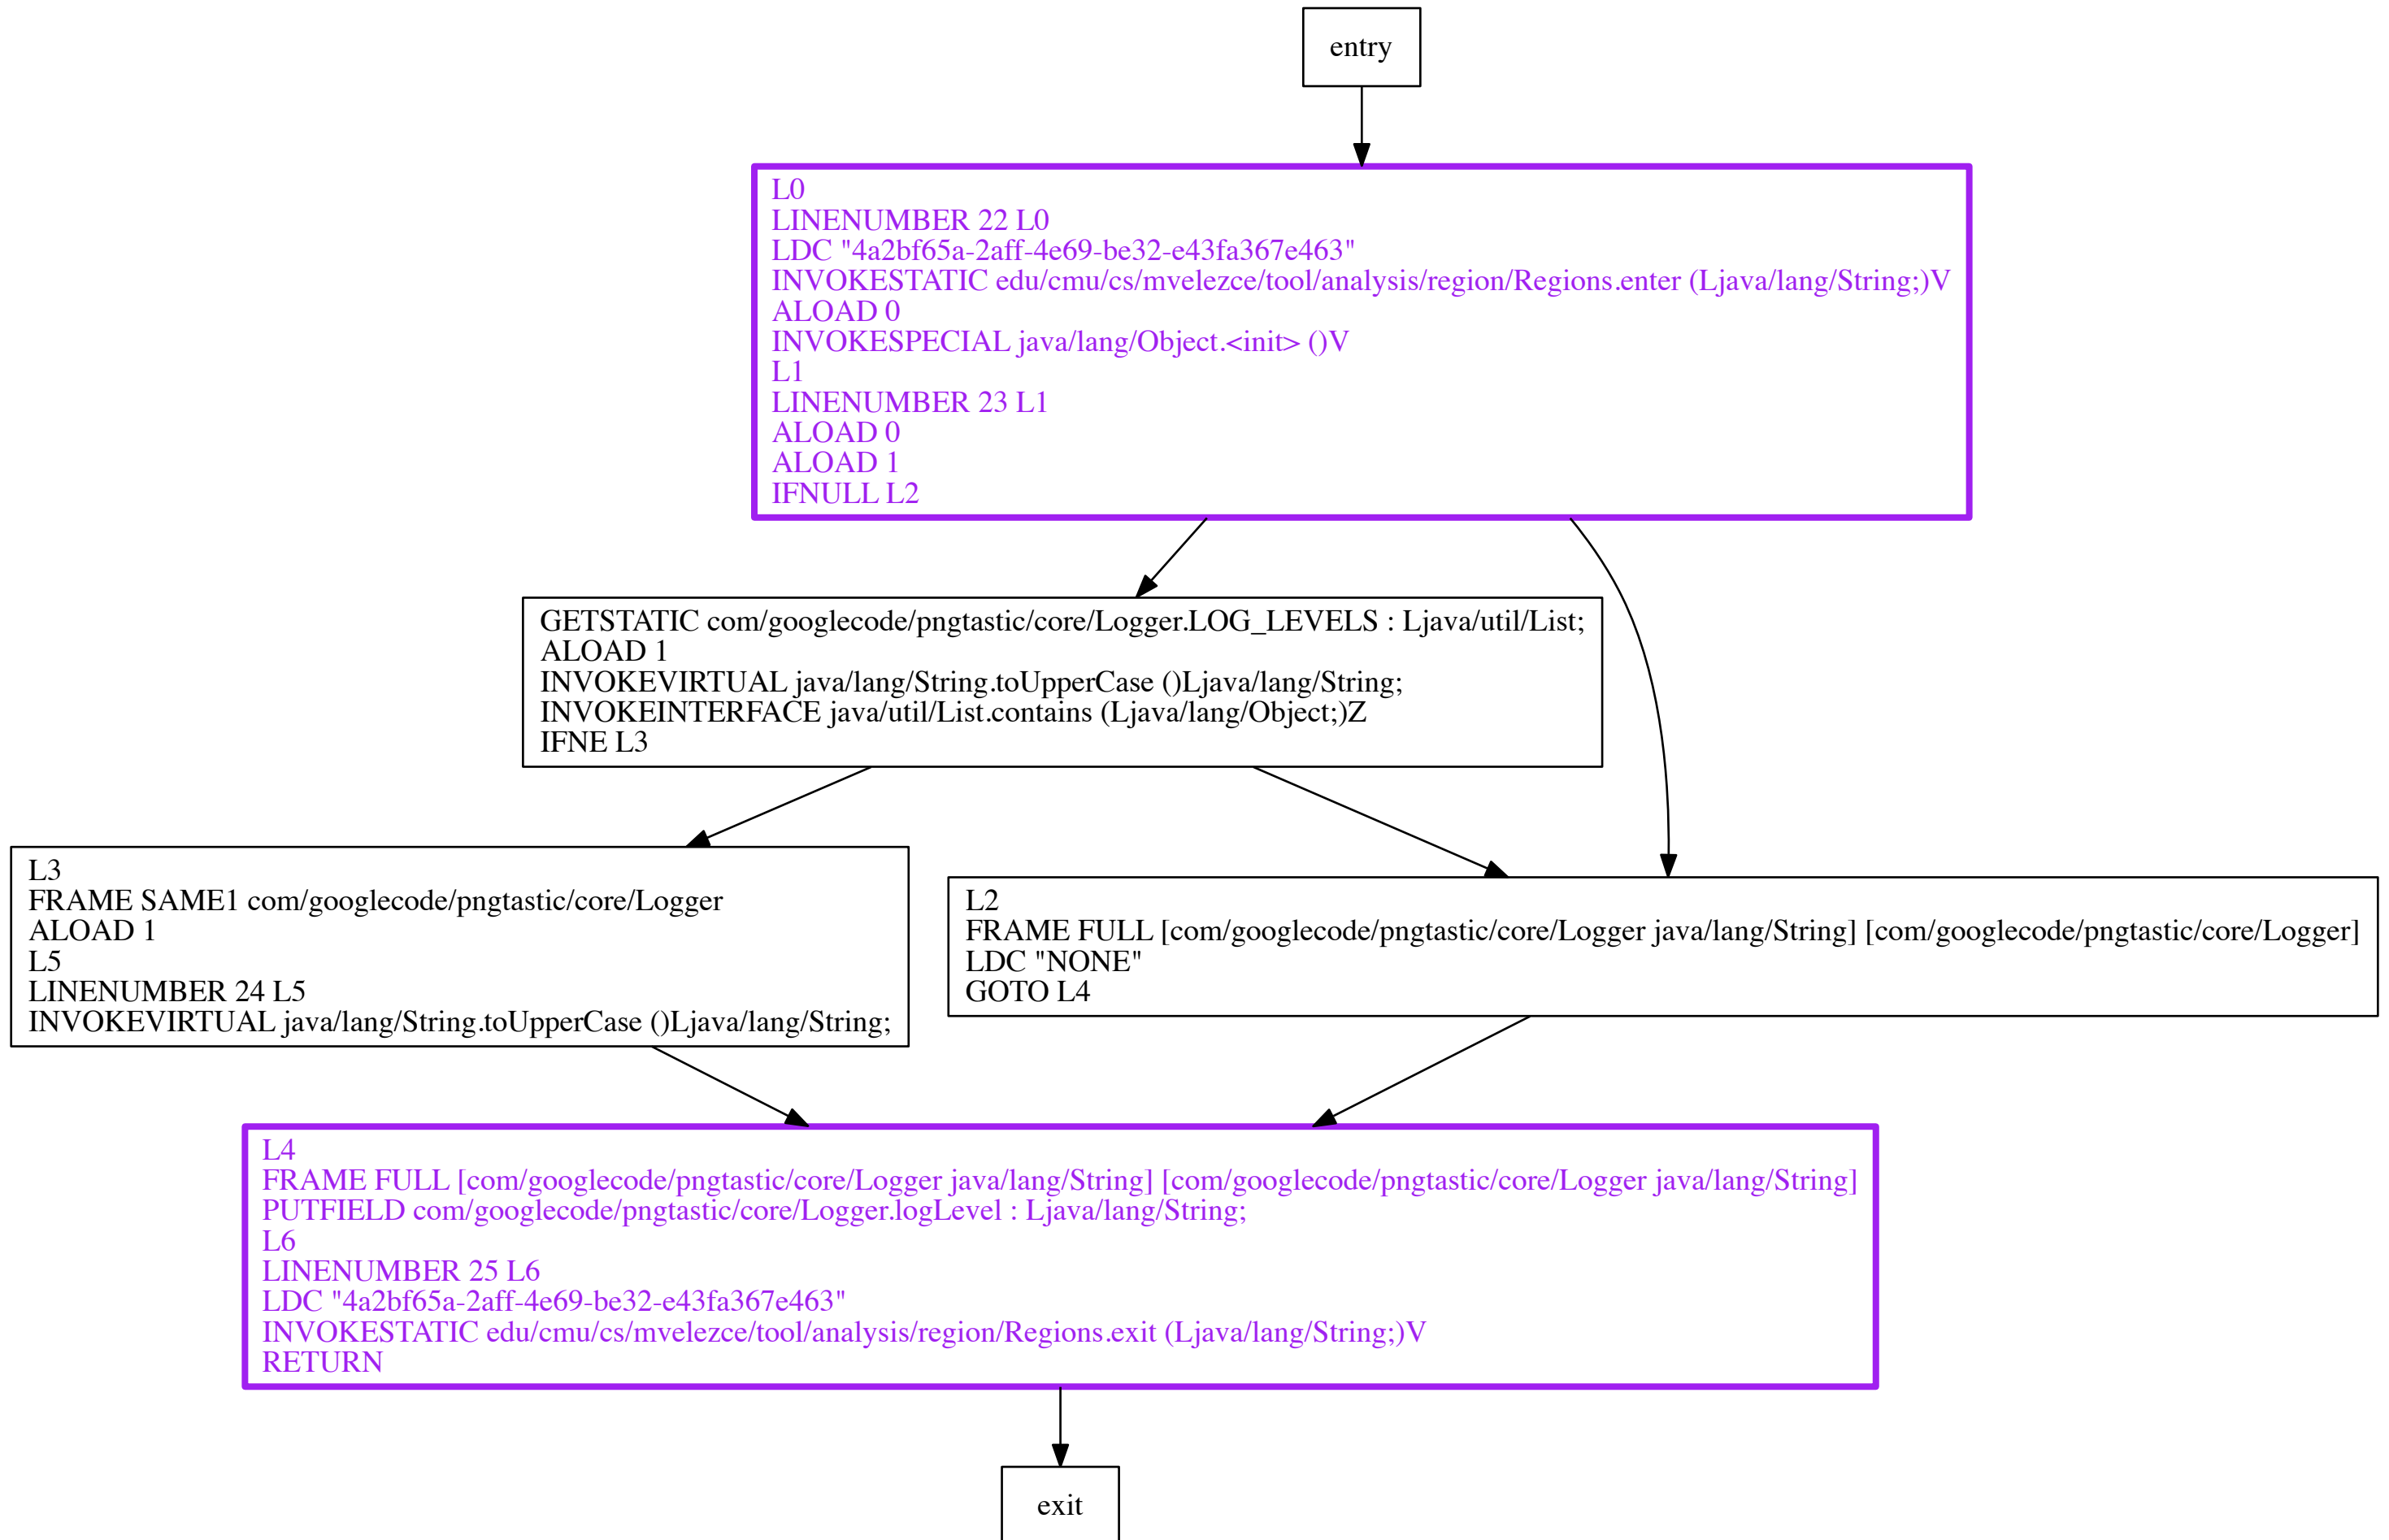 entry
L0
LINENUMBER 22 L0
LDC "4a2bf65a-2aff-4e69-be32-e43fa367e463"
INVOKESTATIC edu/cmu/cs/mvelezce/tool/analysis/region/Regions.enter (Ljava/lang/String;)V
ALOAD 0
INVOKESPECIAL java/lang/Object.<init> ()V
L1
LINENUMBER 23 L1
ALOAD 0
ALOAD 1
IFNULL L2
GETSTATIC com/googlecode/pngtastic/core/Logger.LOG_LEVELS : Ljava/util/List;
ALOAD 1
INVOKEVIRTUAL java/lang/String.toUpperCase ()Ljava/lang/String;
INVOKEINTERFACE java/util/List.contains (Ljava/lang/Object;)Z
IFNE L3
L3
FRAME SAME1 com/googlecode/pngtastic/core/Logger
ALOAD 1
L5
LINENUMBER 24 L5
INVOKEVIRTUAL java/lang/String.toUpperCase ()Ljava/lang/String;
L2
FRAME FULL [com/googlecode/pngtastic/core/Logger java/lang/String] [com/googlecode/pngtastic/core/Logger]
LDC "NONE"
GOTO L4
L4
FRAME FULL [com/googlecode/pngtastic/core/Logger java/lang/String] [com/googlecode/pngtastic/core/Logger java/lang/String]
PUTFIELD com/googlecode/pngtastic/core/Logger.logLevel : Ljava/lang/String;
L6
LINENUMBER 25 L6
LDC "4a2bf65a-2aff-4e69-be32-e43fa367e463"
INVOKESTATIC edu/cmu/cs/mvelezce/tool/analysis/region/Regions.exit (Ljava/lang/String;)V
RETURN
exit